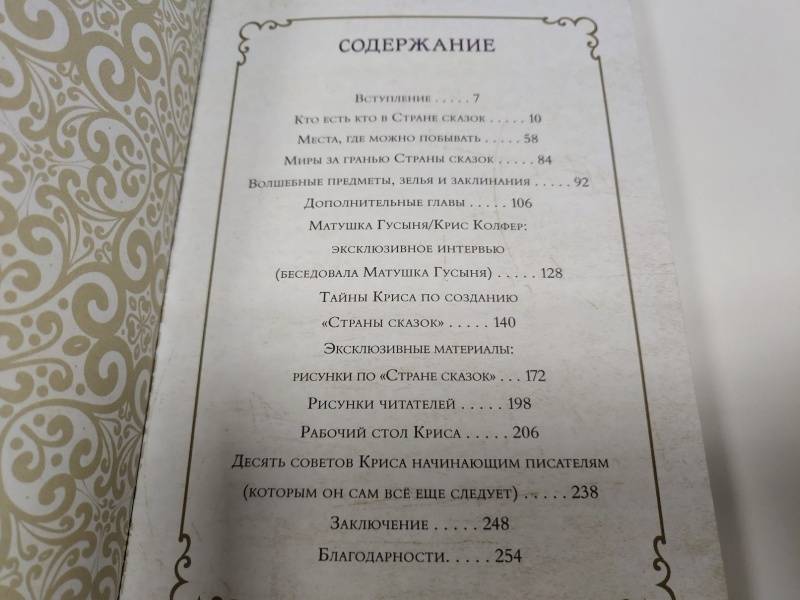 СОДЕРЖАНИЕ
Вступление . . . . . 7
Кто есть кто в Стране сказок . . . . . 10
Места, где можно побывать . . . . . 58
Миры за гранью Страны сказок . . . . . 84
Волшебные предметы, зелья и заклинания . . . . . 92
Дополнительные главы . . . . . 106
Матушка Гусыня/Крис Колфер:
эксклюзивное интервью
(беседовала Матушка Гусыня) . . . . . 128
Тайны Криса по созданию
«Страны сказок» . . . . . 140
Эксклюзивные материалы:
рисунки по «Стране сказок» . . . 172
Рисунки читателей . . . . . 198
Рабочий стол Криса . . . . . 206
Десять советов Криса начинающим писателям
(которым он сам всё еще следует) . . . . . 238
Заключение . . . . . 248
Благодарности. . . . . 254